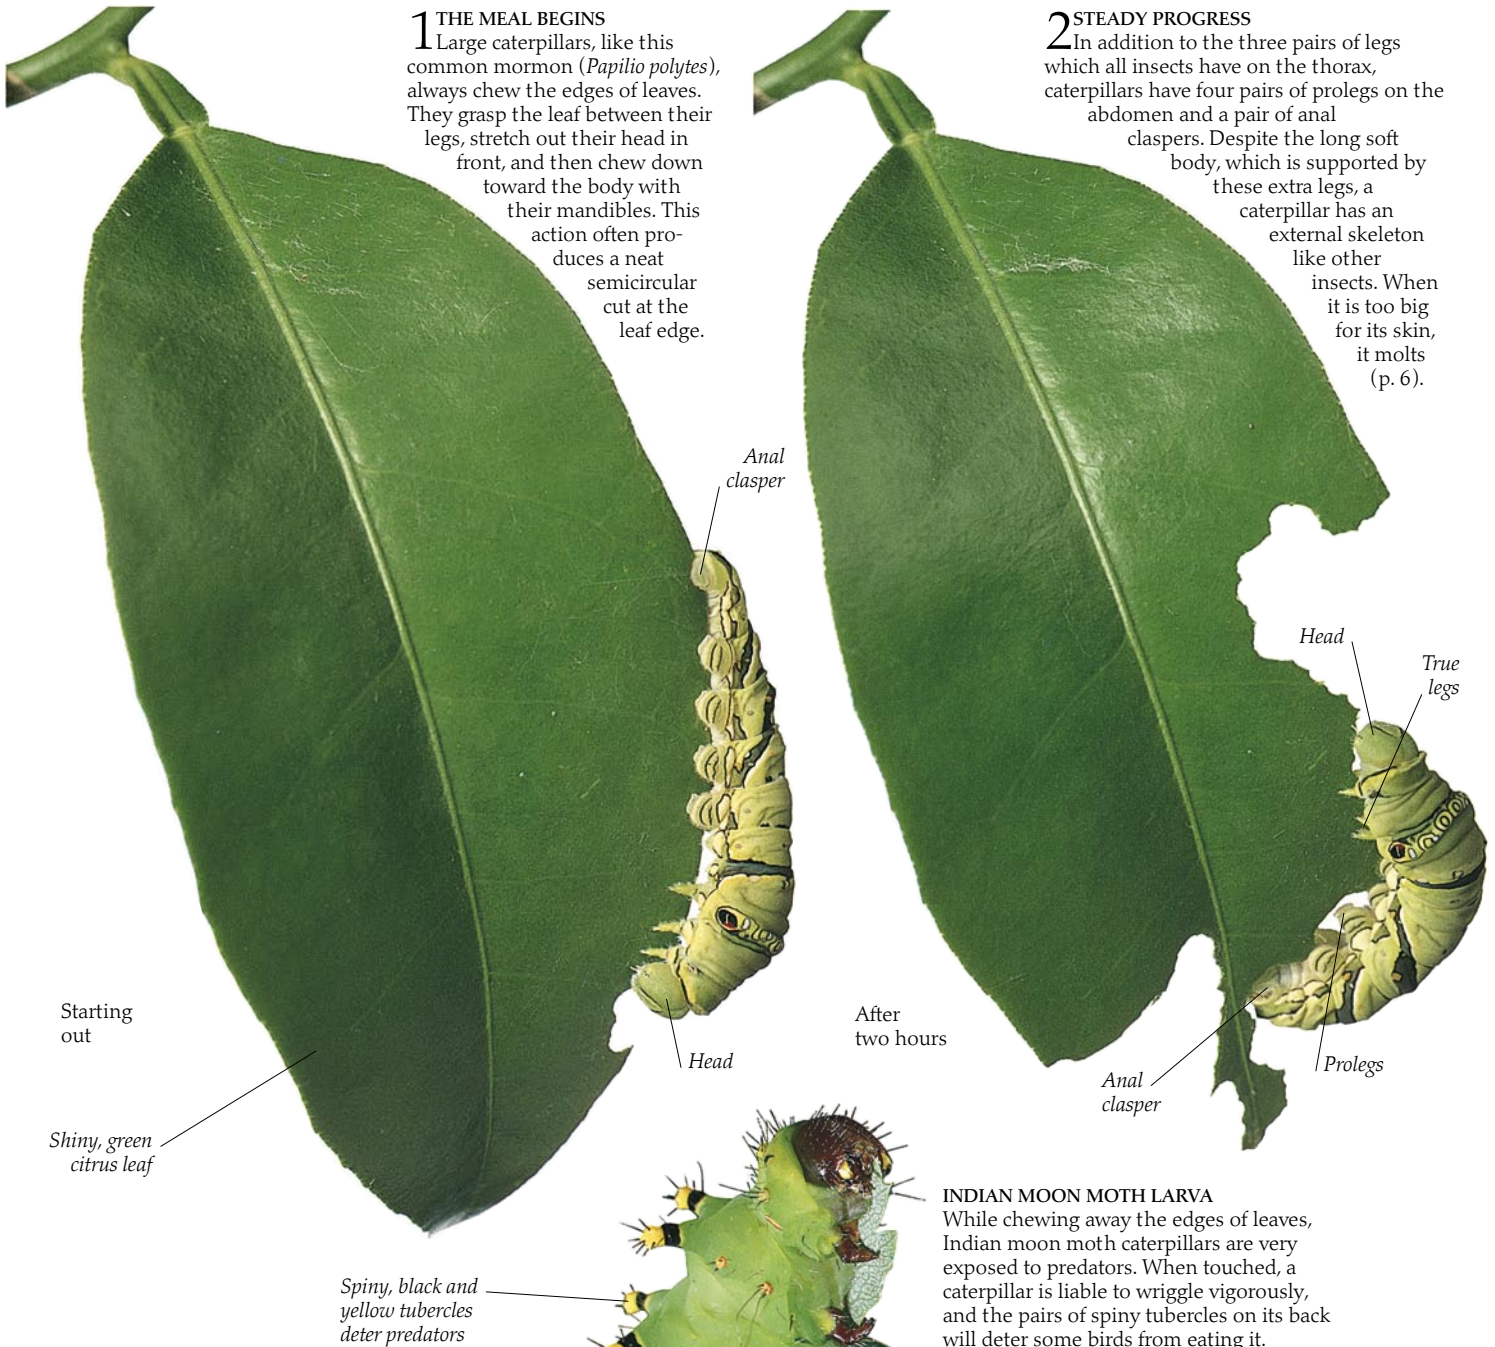 1 THE MEAL BEGINS
Large caterpillars, like this
common mormon (Papilio polytes),
always chew the edges of leaves.
They grasp the leaf between their
legs, stretch out their head in
front, and then chew down
toward the body with
their mandibles. This
action often pro-
duces a neat
semicircular
cut at the
leaf edge.
2 STEADY PROGRESS
In addition to the three pairs of legs
which all insects have on the thorax,
caterpillars have four pairs of prolegs on the
abdomen and a pair of anal
claspers. Despite the long soft
body, which is supported by
these extra legs, a
caterpillar has an
external skeleton
like other
insects. When
it is too big
for its skin,
it molts
(p. 6).
Anal
clasper
Head
True
legs
Starting
out
Head
After
two hours
Anal
clasper
Prolegs
Shiny, green
citrus leaf
INDIAN MOON MOTH LARVA
While chewing away the edges of leaves,
Indian moon moth caterpillars are very
exposed to predators. When touched, a
caterpillar is liable to wriggle vigorously,
and the pairs of spiny tubercles on its back
will deter some birds from eating it.
Spiny, black and
yellow tubercles
deter predators